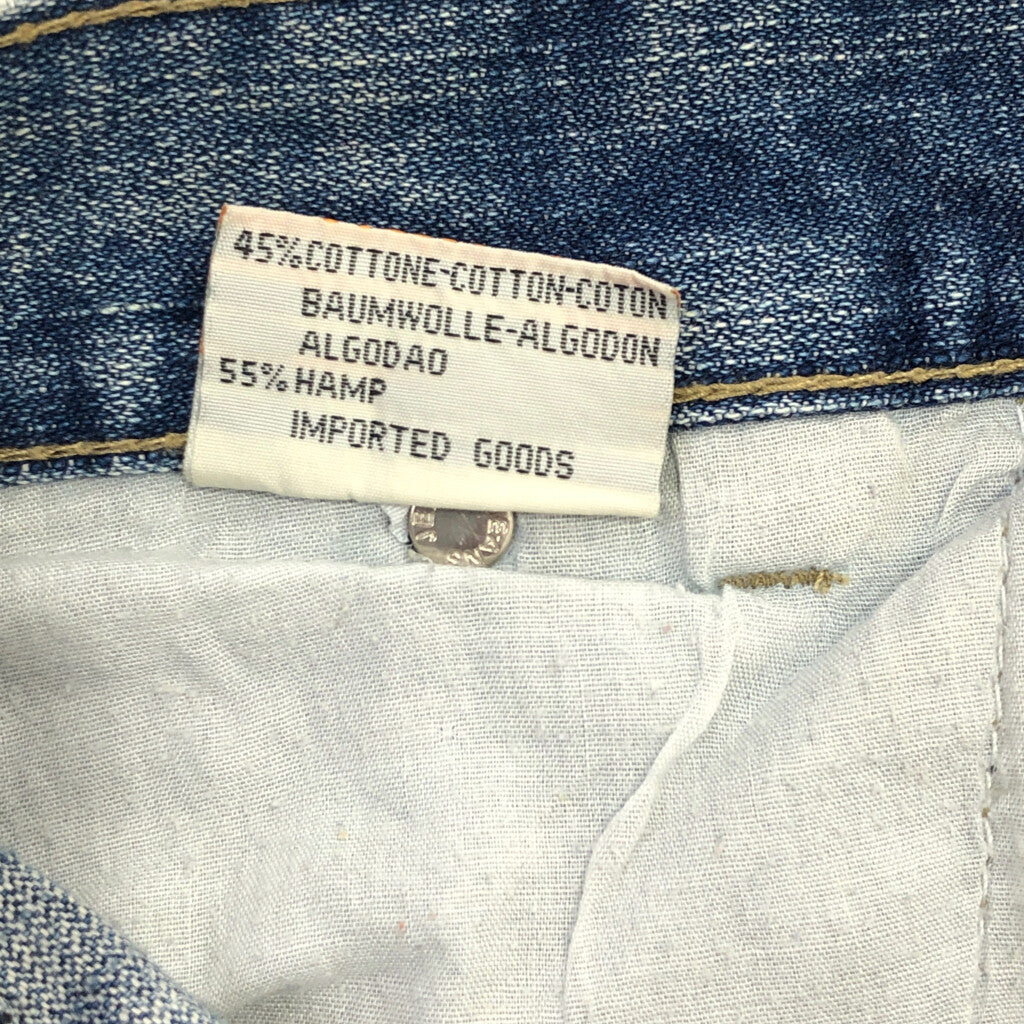 45% COTTONE-COTTON-COTON
BAUMWOLLE-ALGODON
ALGODAO
55% HAMP
IMPORTED GOODS